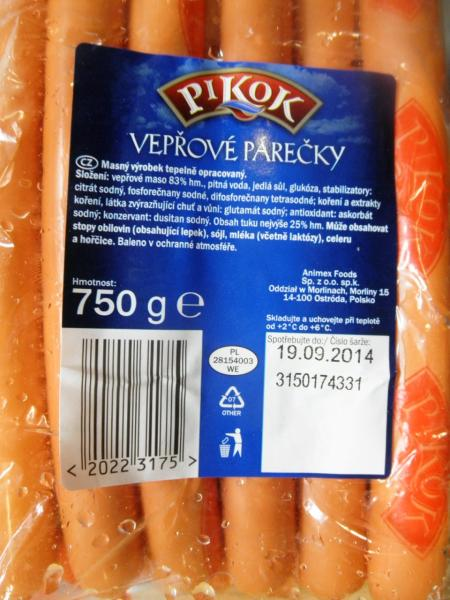 PIKOK
VEPŘOVÉ PÁREČKY
CZ Masný výrobek tepelně opracovaný.
Složení: vepřové maso 83% hm., pitná voda, jedlá sůl, glukóza, stabilizátory:
citrát sodný, fosforečnany sodné, difosforečnany tetrasodné; koření a extrakty
koření, látka zvýrazňující chuť a vůni: glutamát sodný; antioxidant: askorbát
sodný; konzervant: dusitan sodný. Obsah tuku nejvýše 25% hm. Může obsahovat
stopy obilovin (obsahující lepek), sójl, mléka (včetně laktózy), celeru
a hořčice. Baleno v ochranné atmosféře.
Animex Foods
Sp. z o.o. sp.k.
Oddział w Morlinach, Morliny 15
14-100 Ostróda, Polsko
Hmotnost:
750 g e
Skladujte a uchovejte při teplotě
od +2°C do +6°C.
Spotřebujte do:/ Číslo šarže:
19.09.2014
3150174331
PL
28154003
WE
07
OTHER
< 2022 3175 >